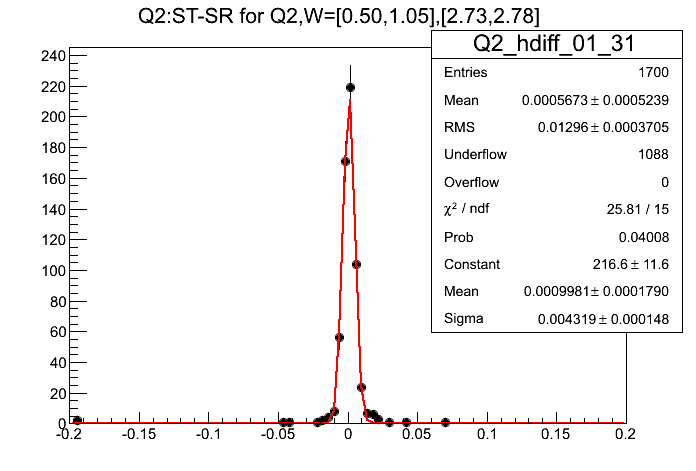 Q2:ST-SR for Q2,W=[0.50,1.05],[2.73,2.78]
Q2_hdiff_01_31
Entries 1700
Mean 0.0005673 ± 0.0005239
RMS 0.01296 ± 0.0003705
Underflow 1088
Overflow 0
χ² / ndf 25.81 / 15
Prob 0.04008
Constant 216.6 ± 11.6
Mean 0.0009981 ± 0.0001790
Sigma 0.004319 ± 0.000148
240
220
200
180
160
140
120
100
80
60
40
20
0
-0.2 -0.15 -0.1 -0.05 0 0.05 0.1 0.15 0.2